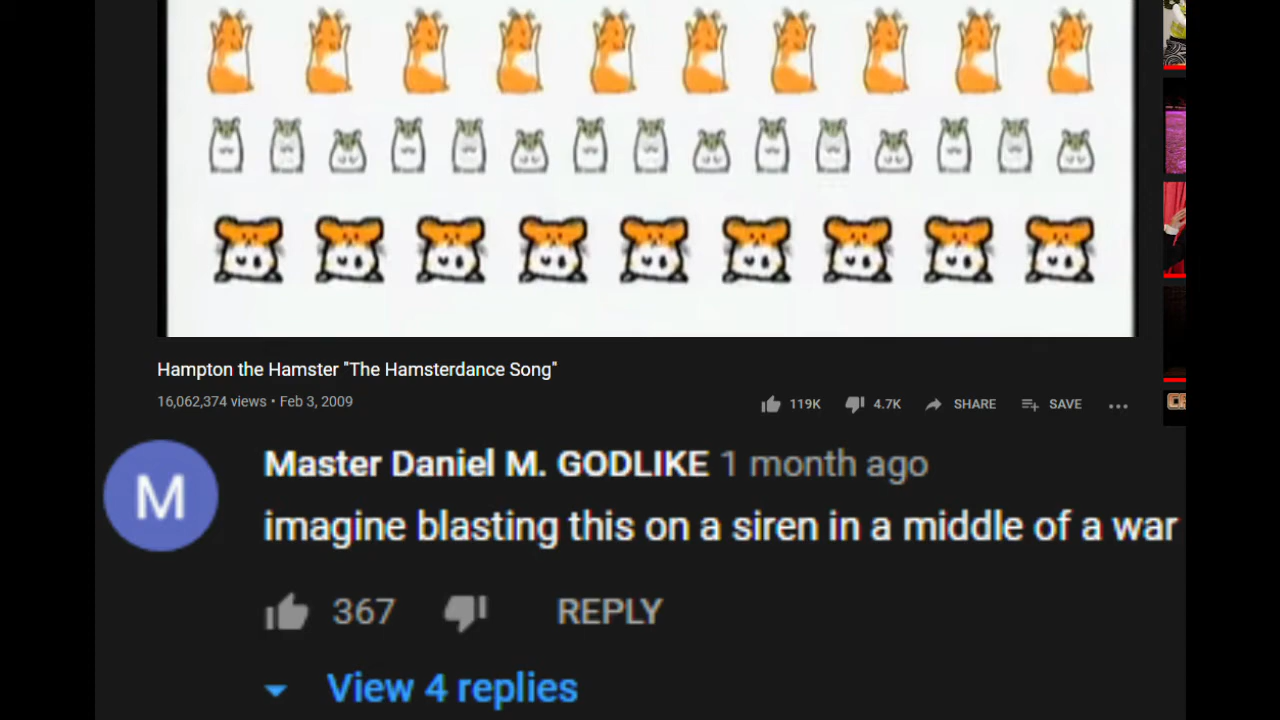 Hampton the Hamster "The Hamsterdance Song"
16,062,374 views • Feb 3, 2009
119K 4.7K SHARE SAVE
M
Master Daniel M. GODLIKE 1 month ago
imagine blasting this on a siren in a middle of a war
367 REPLY
View 4 replies